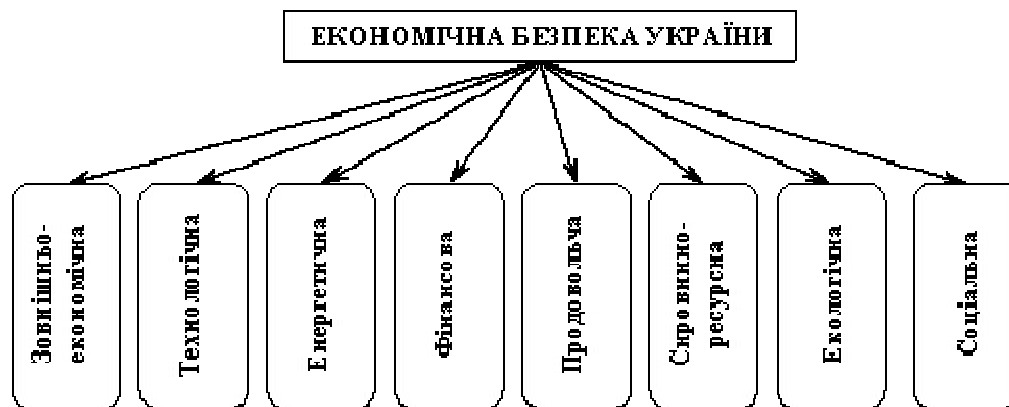 ЕКОНОМІЧНА БЕЗПЕКА УКРАЇНИ
Зовнішньо-
економічна
Технологічна
Енергетична
Фінансова
Продовольча
Сировинно-
ресурсна
Екологічна
Соціальна